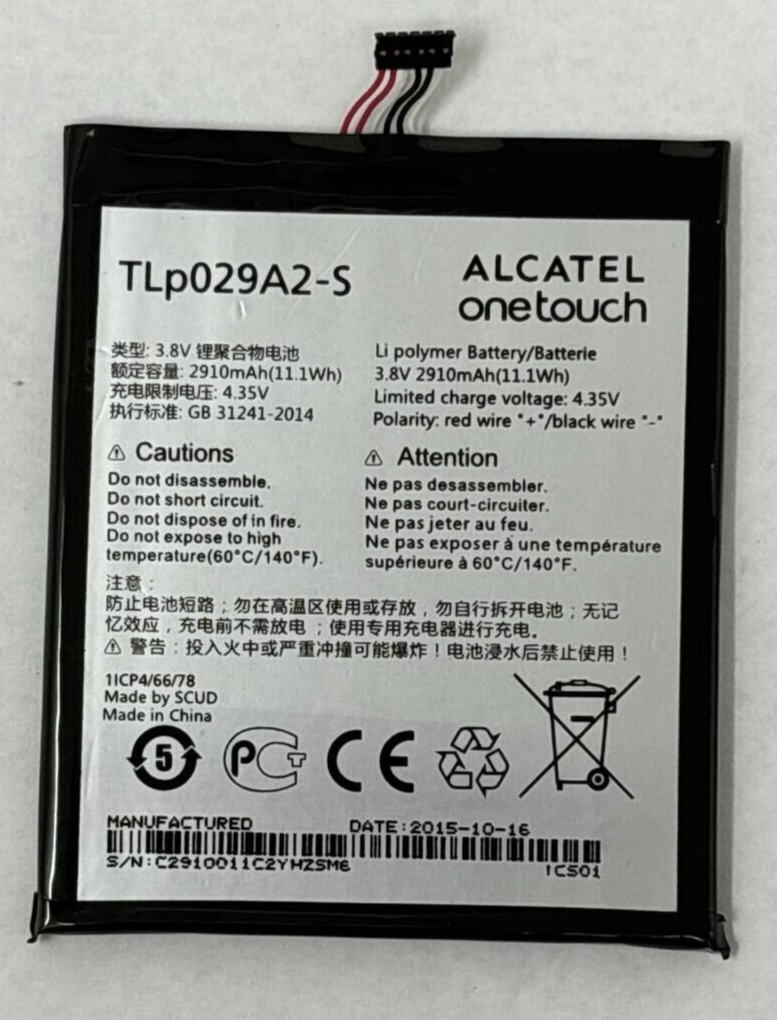 TLp029A2-S
ALCATEL
onetouch
类型: 3.8V 锂聚合物电池
额定容量: 2910mAh(11.1Wh)
充电限制电压: 4.35V
执行标准: GB 31241-2014
Li polymer Battery/Batterie
3.8V 2910mAh(11.1Wh)
Limited charge voltage: 4.35V
Polarity: red wire "+"/black wire "-"
⚠ Cautions
Do not disassemble.
Do not short circuit.
Do not dispose of in fire.
Do not expose to high
temperature(60°C/140°F).
⚠ Attention
Ne pas desassembler.
Ne pas court-circuiter.
Ne pas jeter au feu.
Ne pas exposer à une température
supérieure à 60°C/140°F.
注意：
防止电池短路；勿在高温区使用或存放，勿自行拆开电池；无记
忆效应，充电前不需放电；使用专用充电器进行充电。
⚠ 警告：投入火中或严重冲撞可能爆炸！电池浸水后禁止使用！
1ICP4/66/78
Made by SCUD
Made in China
5
PCT
CE
MANUFACTURED DATE:2015-10-16
S/N:C2910011C2YHZSM6
ICS01